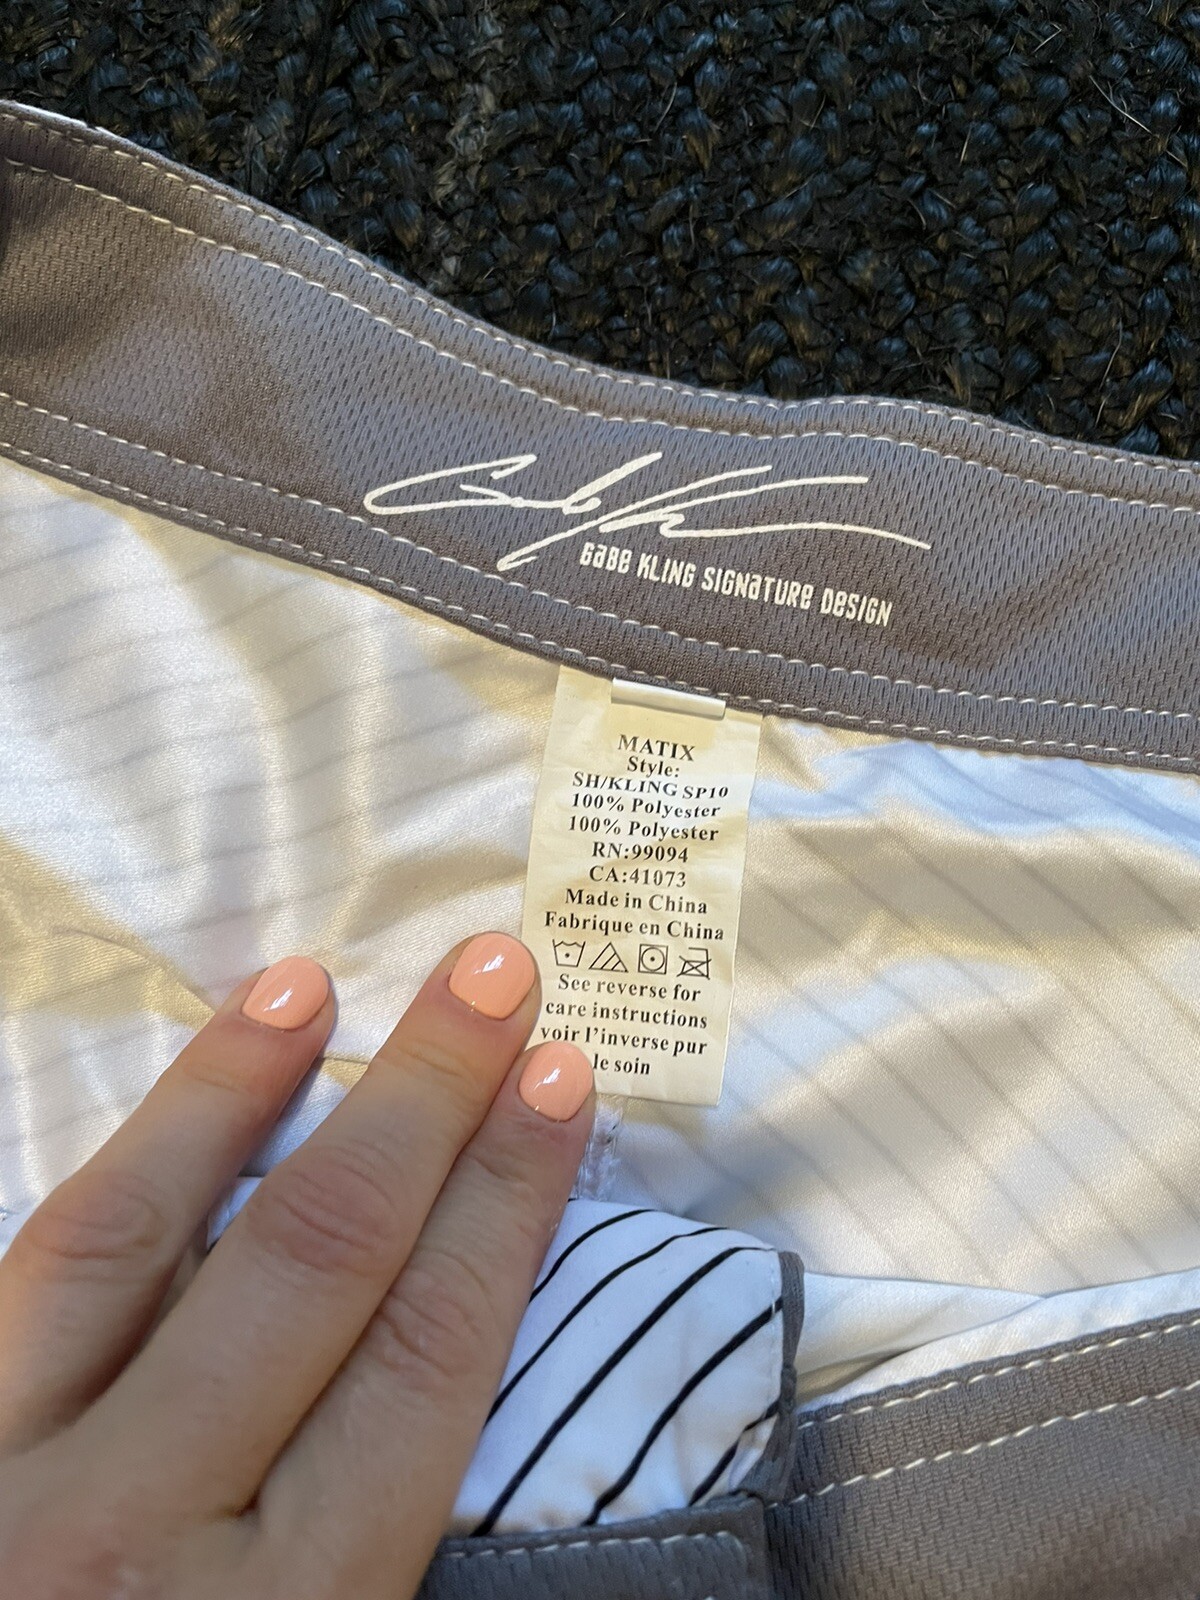 Gabe K
GaBe KLING SIGNaTURe DeSIGN
MATIX
Style:
SH/KLING SP10
100% Polyester
100% Polyester
RN:99094
CA:41073
Made in China
Fabrique en China
See reverse for
care instructions
voir l'inverse pur
le soin